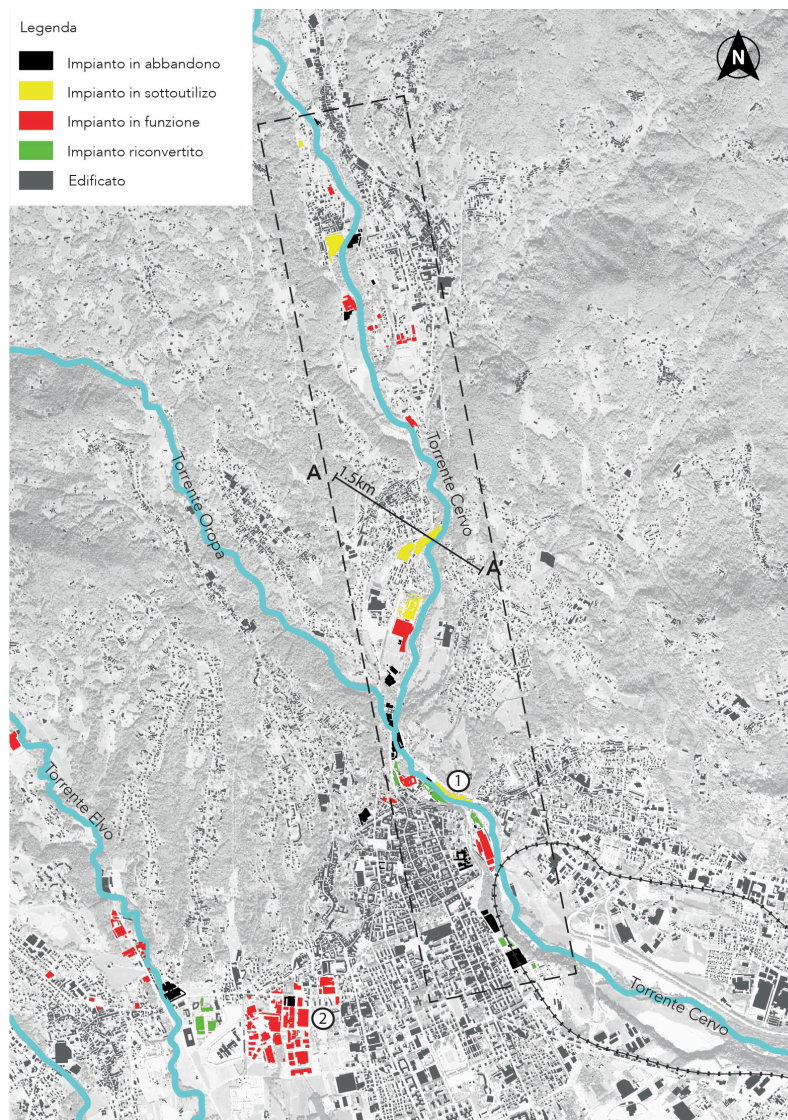 Legenda
Impianto in abbandono
Impianto in sottoutilizo
Impianto in funzione
Impianto riconvertito
Edificato
N
Torrente Cervo
A
1.5km
A'
Torrente Oropa
1
Torrente Elvo
2
Torrente Cervo